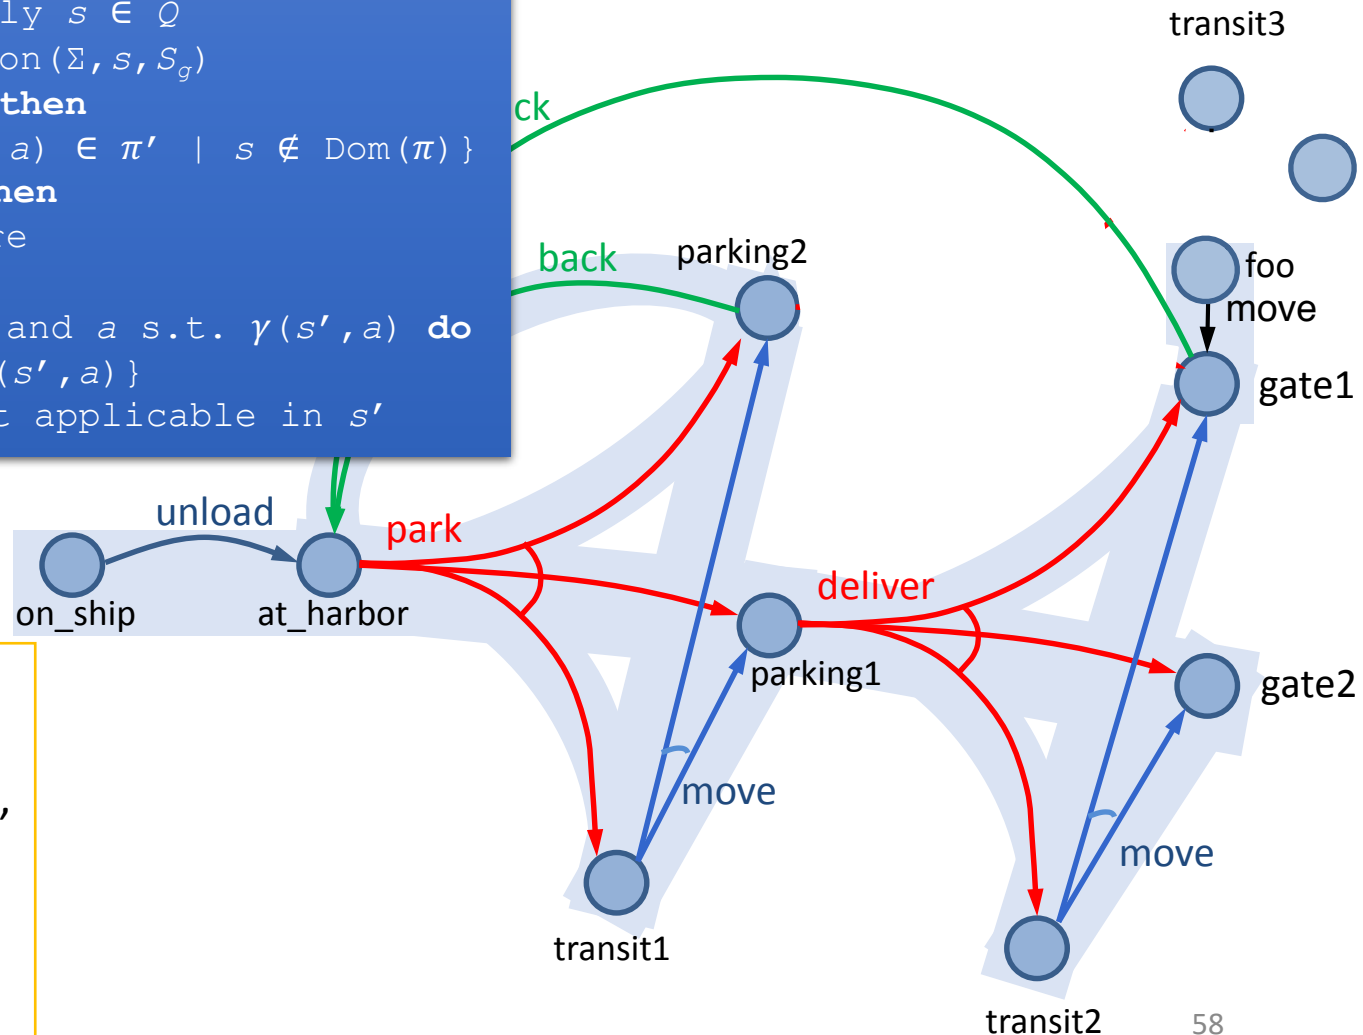 ly s ∈ Q
on(Σ,s,S_g)
then
a) ∈ π′ | s ∉ Dom(π)}
hen
re
and a s.t. γ(s′,a) do
(s′,a)}
t applicable in s′
transit3
ck
back
parking2
foo
move
gate1
unload
park
on_ship
at_harbor
deliver
parking1
gate2
move
,
move
transit1
transit2
58